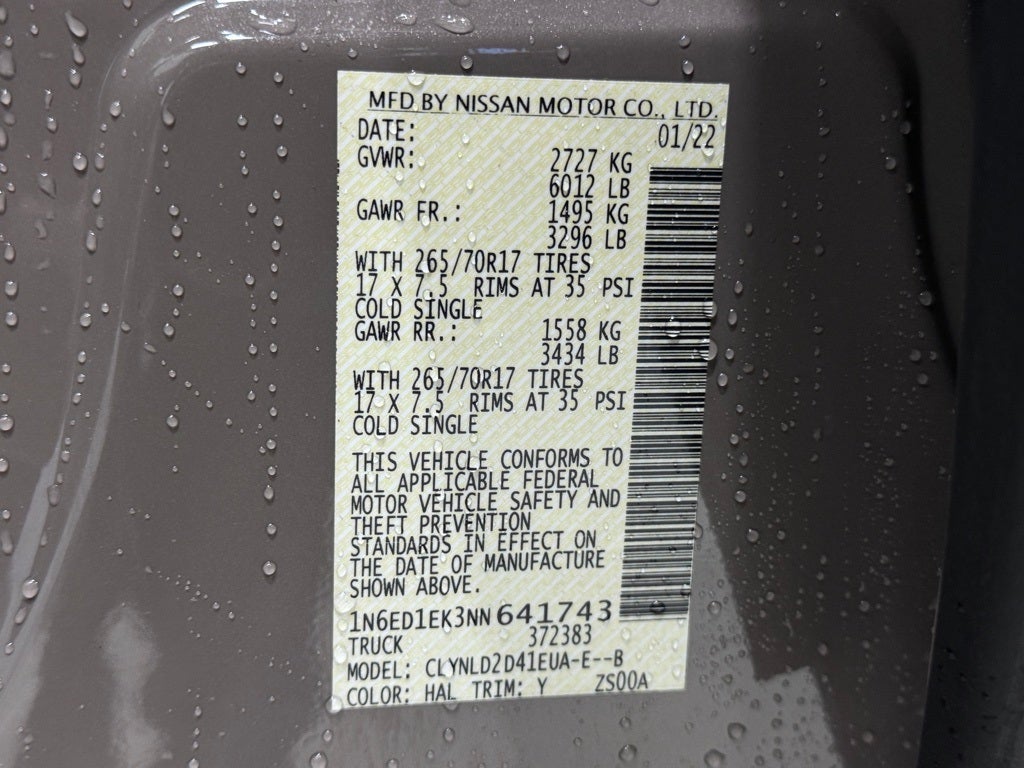 MFD BY NISSAN MOTOR CO., LTD.
DATE: 01/22
GVWR: 2727 KG
6012 LB
GAWR FR.: 1495 KG
3296 LB
WITH 265/70R17 TIRES
17 X 7.5 RIMS AT 35 PSI
COLD SINGLE
GAWR RR.: 1558 KG
3434 LB
WITH 265/70R17 TIRES
17 X 7.5 RIMS AT 35 PSI
COLD SINGLE
THIS VEHICLE CONFORMS TO
ALL APPLICABLE FEDERAL
MOTOR VEHICLE SAFETY AND
THEFT PREVENTION
STANDARDS IN EFFECT ON
THE DATE OF MANUFACTURE
SHOWN ABOVE.
1N6ED1EK3NN641743
TRUCK 372383
MODEL: CLYNLD2D41EUA-E--B
COLOR: HAL TRIM: Y ZS00A